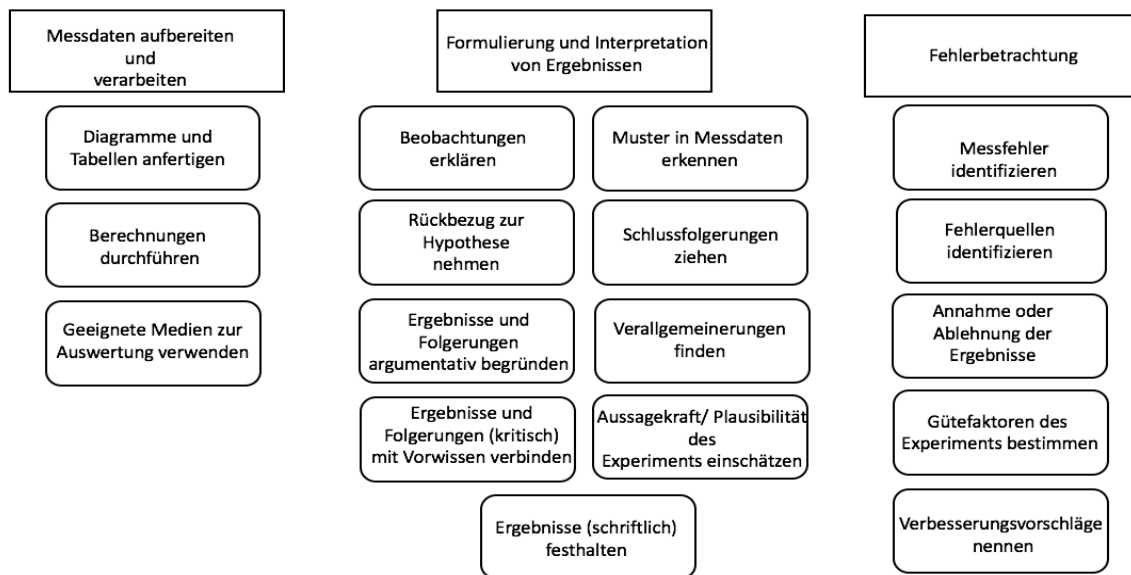 Messdaten aufbereiten
und
verarbeiten
Diagramme und
Tabellen anfertigen
Berechnungen
durchführen
Geeignete Medien zur
Auswertung verwenden
Formulierung und Interpretation
von Ergebnissen
Beobachtungen
erklären
Muster in Messdaten
erkennen
Rückbezug zur
Hypothese
nehmen
Schlussfolgerungen
ziehen
Ergebnisse und
Folgerungen
argumentativ begründen
Verallgemeinerungen
finden
Ergebnisse und
Folgerungen (kritisch)
mit Vorwissen verbinden
Aussagekraft/ Plausibilität
des
Experiments einschätzen
Ergebnisse (schriftlich)
festhalten
Fehlerbetrachtung
Messfehler
identifizieren
Fehlerquellen
identifizieren
Annahme oder
Ablehnung der
Ergebnisse
Gütefaktoren des
Experiments bestimmen
Verbesserungsvorschläge
nennen